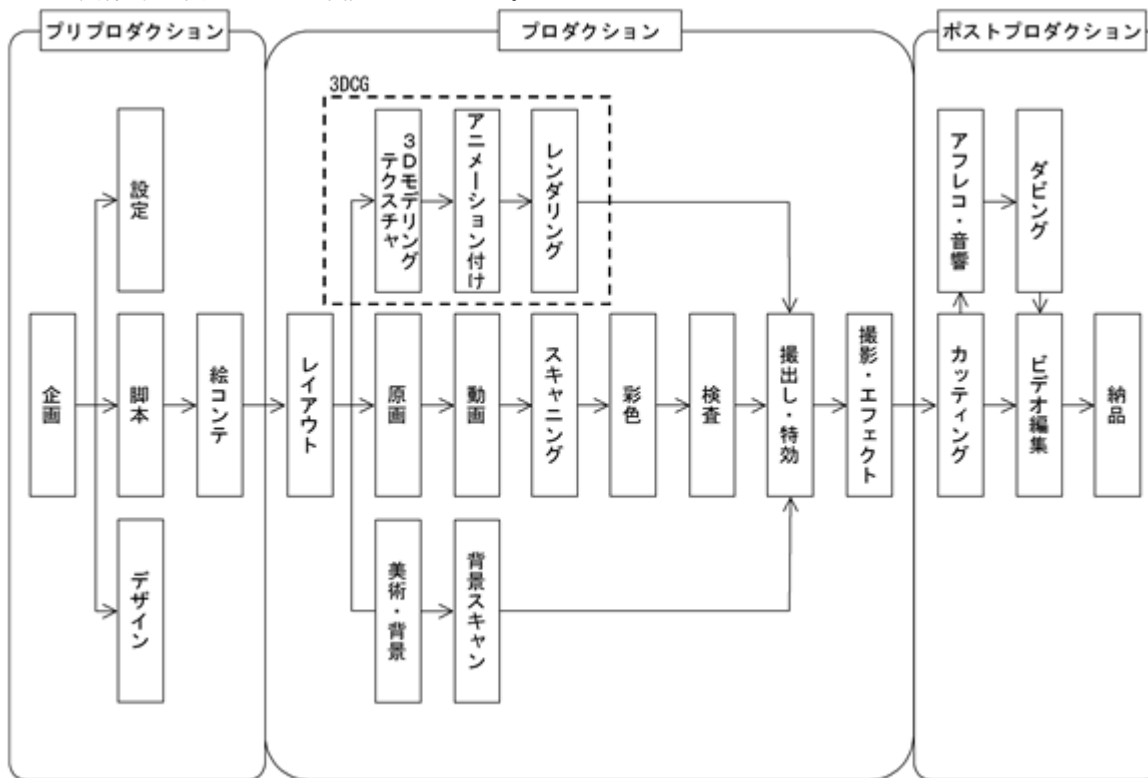 プリプロダクション
プロダクション
ポストプロダクション
企画
設定
脚本
デザイン
絵コンテ
レイアウト
3DCG
3Dモデリング
テクスチャ
アニメーション付け
レンダリング
原画
動画
スキャニング
彩色
検査
撮出し・特効
撮影・エフェクト
美術・背景
背景スキャン
カッティング
アフレコ・音響
ダビング
ビデオ編集
納品